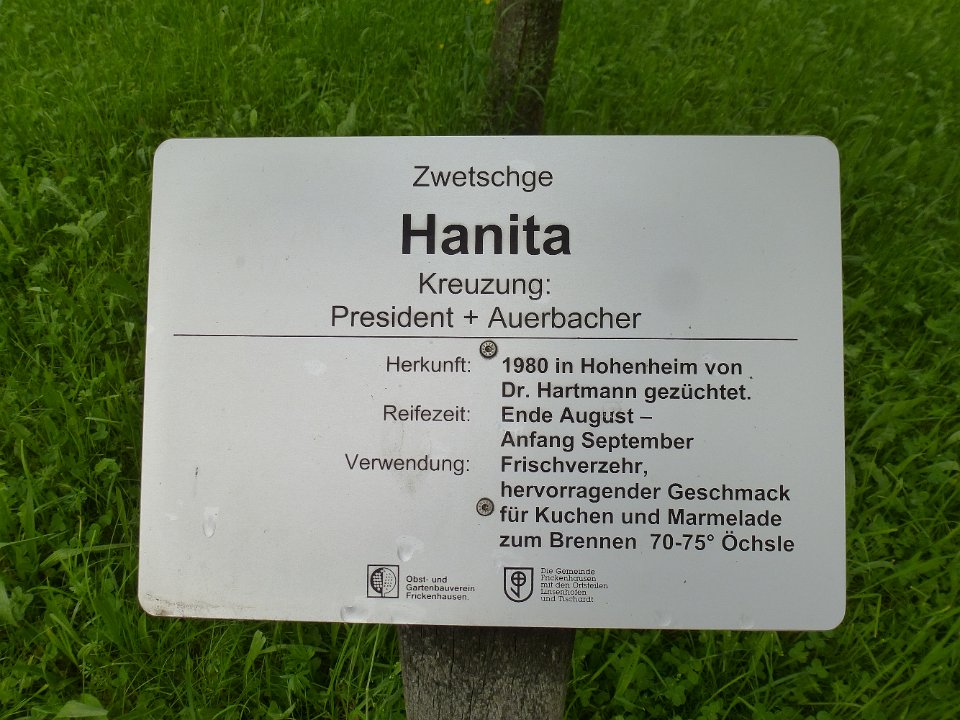 Zwetschge
Hanita
Kreuzung:
President + Auerbacher
Herkunft: 1980 in Hohenheim von
Dr. Hartmann gezüchtet.
Reifezeit: Ende August –
Anfang September
Verwendung: Frischverzehr,
hervorragender Geschmack
für Kuchen und Marmelade
zum Brennen 70-75° Öchsle
Obst- und
Gartenbauverein
Frickenhausen.
Die Gemeinde
Frickenhausen
mit den Ortsteilen
Linsenhofen
und Tischardt